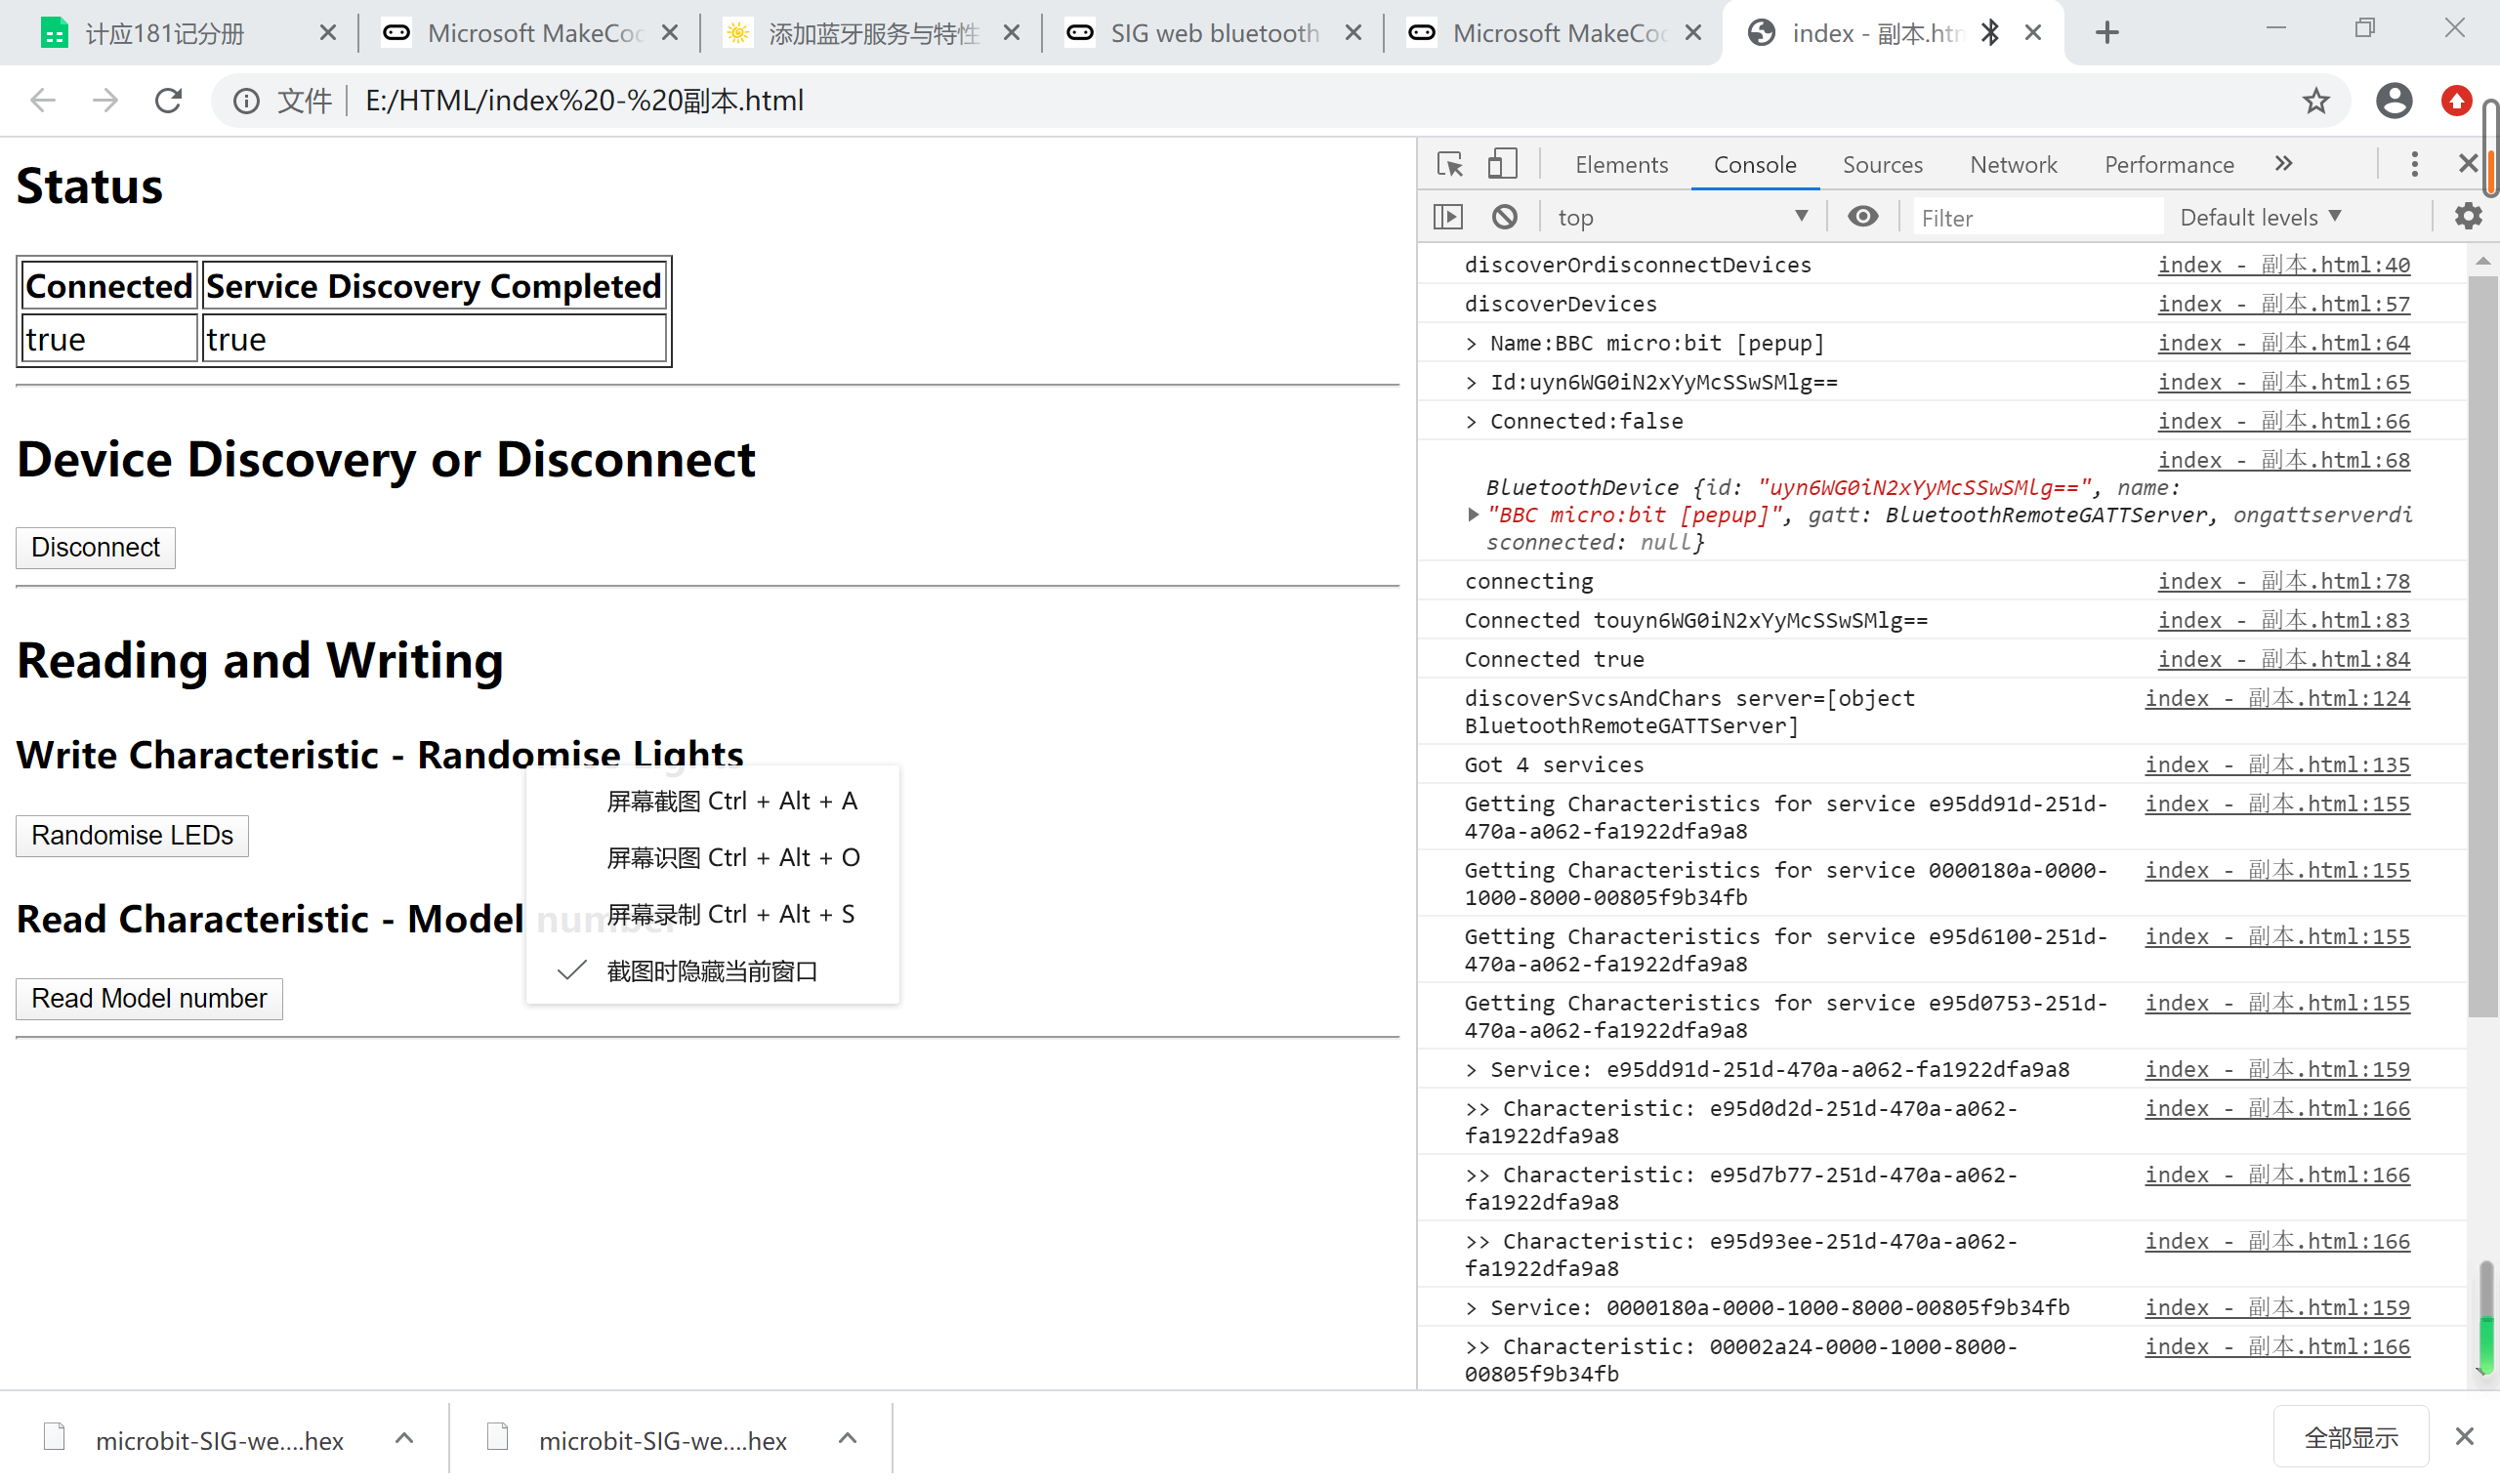 计应181记分册
Microsoft MakeCoc
添加蓝牙服务与特性
SIG web bluetooth
Microsoft MakeCoc
index - 副本.htm
文件 E:/HTML/index%20-%20副本.html
Status
Connected Service Discovery Completed
true true
Device Discovery or Disconnect
Disconnect
Reading and Writing
Write Characteristic - Randomise Lights
Randomise LEDs
Read Characteristic - Model number
Read Model number
屏幕截图 Ctrl + Alt + A
屏幕识图 Ctrl + Alt + O
屏幕录制 Ctrl + Alt + S
截图时隐藏当前窗口
Elements Console Sources Network Performance
top Filter Default levels
discoverOrdisconnectDevices index - 副本.html:40
discoverDevices index - 副本.html:57
> Name:BBC micro:bit [pepup] index - 副本.html:64
> Id:uyn6WG0iN2xYyMcSSwSMlg== index - 副本.html:65
> Connected:false index - 副本.html:66
index - 副本.html:68
BluetoothDevice {id: "uyn6WG0iN2xYyMcSSwSMlg==", name:
"BBC micro:bit [pepup]", gatt: BluetoothRemoteGATTServer, ongattserverdi
sconnected: null}
connecting index - 副本.html:78
Connected touyn6WG0iN2xYyMcSSwSMlg== index - 副本.html:83
Connected true index - 副本.html:84
discoverSvcsAndChars server=[object index - 副本.html:124
BluetoothRemoteGATTServer]
Got 4 services index - 副本.html:135
Getting Characteristics for service e95dd91d-251d- index - 副本.html:155
470a-a062-fa1922dfa9a8
Getting Characteristics for service 0000180a-0000- index - 副本.html:155
1000-8000-00805f9b34fb
Getting Characteristics for service e95d6100-251d- index - 副本.html:155
470a-a062-fa1922dfa9a8
Getting Characteristics for service e95d0753-251d- index - 副本.html:155
470a-a062-fa1922dfa9a8
> Service: e95dd91d-251d-470a-a062-fa1922dfa9a8 index - 副本.html:159
>> Characteristic: e95d0d2d-251d-470a-a062- index - 副本.html:166
fa1922dfa9a8
>> Characteristic: e95d7b77-251d-470a-a062- index - 副本.html:166
fa1922dfa9a8
>> Characteristic: e95d93ee-251d-470a-a062- index - 副本.html:166
fa1922dfa9a8
> Service: 0000180a-0000-1000-8000-00805f9b34fb index - 副本.html:159
>> Characteristic: 00002a24-0000-1000-8000- index - 副本.html:166
00805f9b34fb
microbit-SIG-we....hex
microbit-SIG-we....hex
全部显示